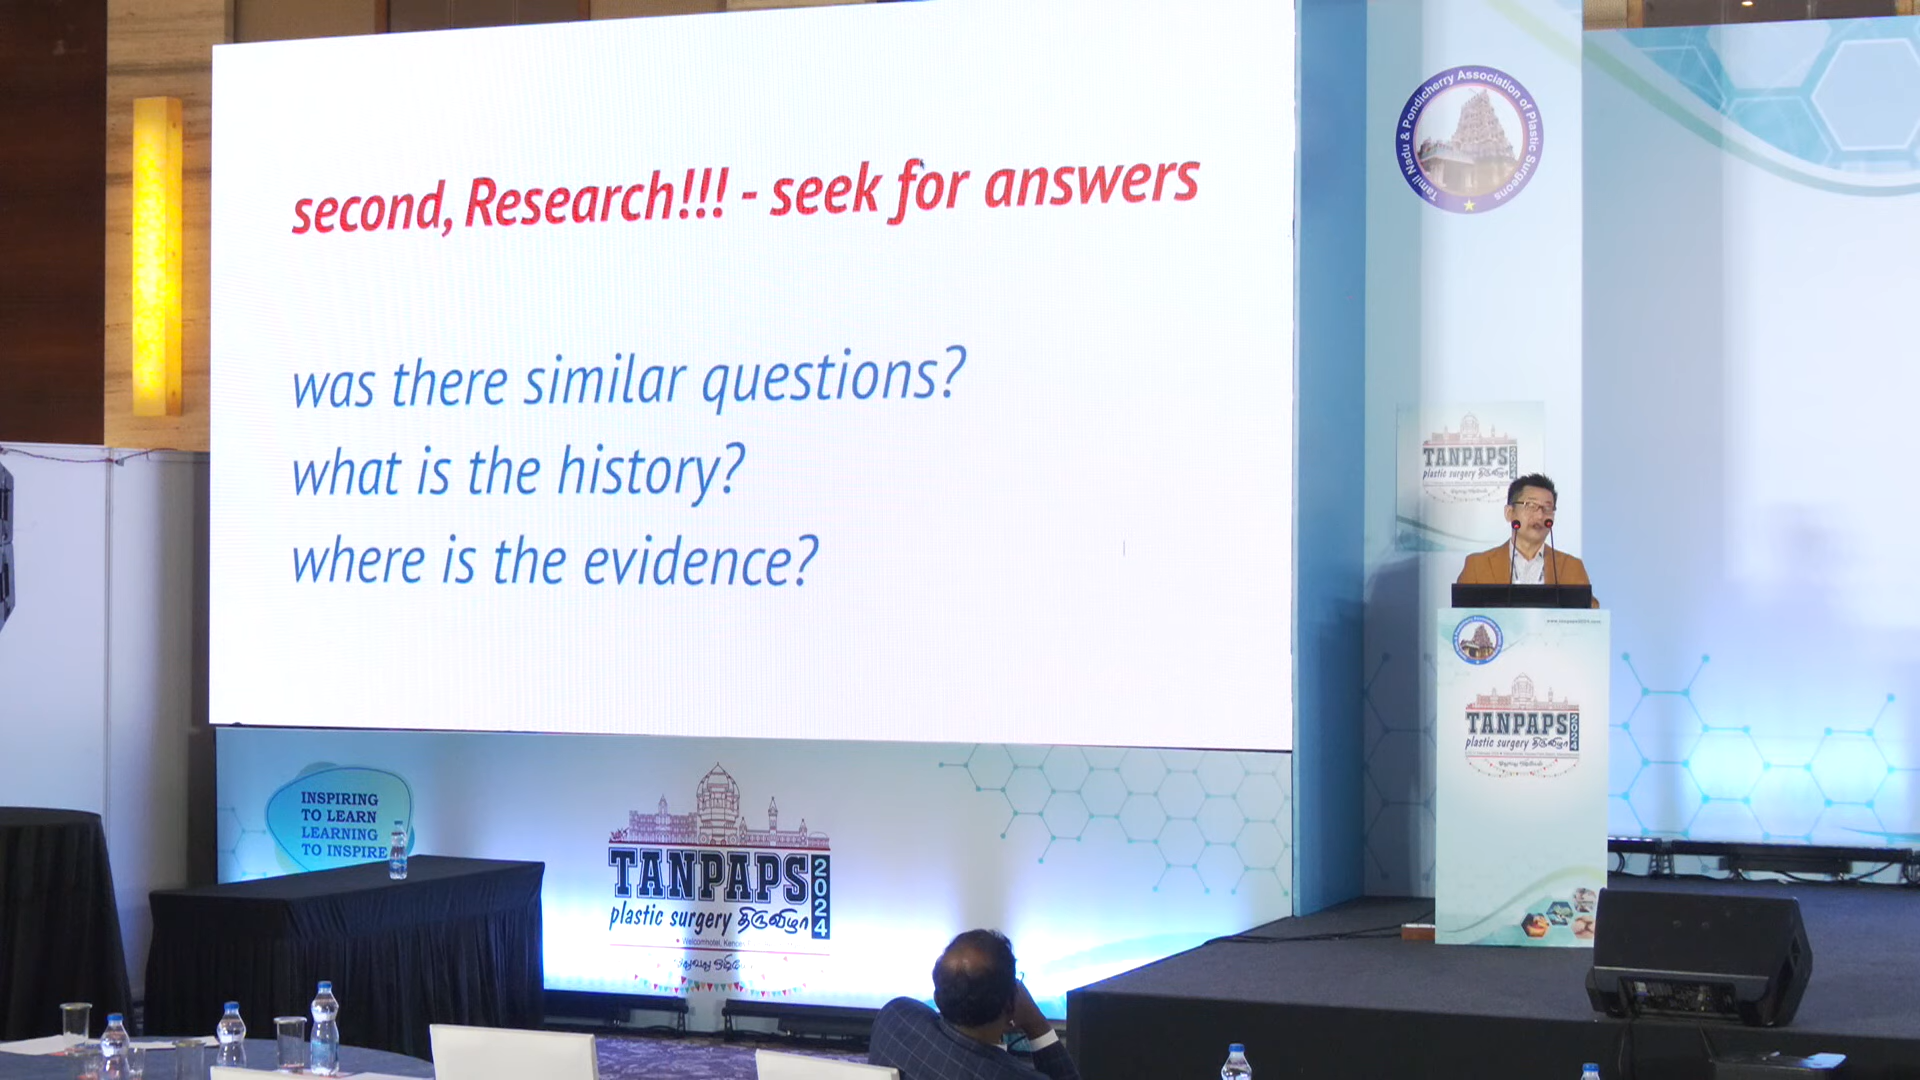 second, Research!!! - seek for answers
was there similar questions?
what is the history?
where is the evidence?
Tamil Nadu & Pondicherry Association of Plastic Surgeons
TANPAPS
plastic surgery திருவிழா
TANPAPS 2024
plastic surgery திருவிழா
INSPIRING
TO LEARN
LEARNING
TO INSPIRE
TANPAPS 2024
plastic surgery திருவிழா